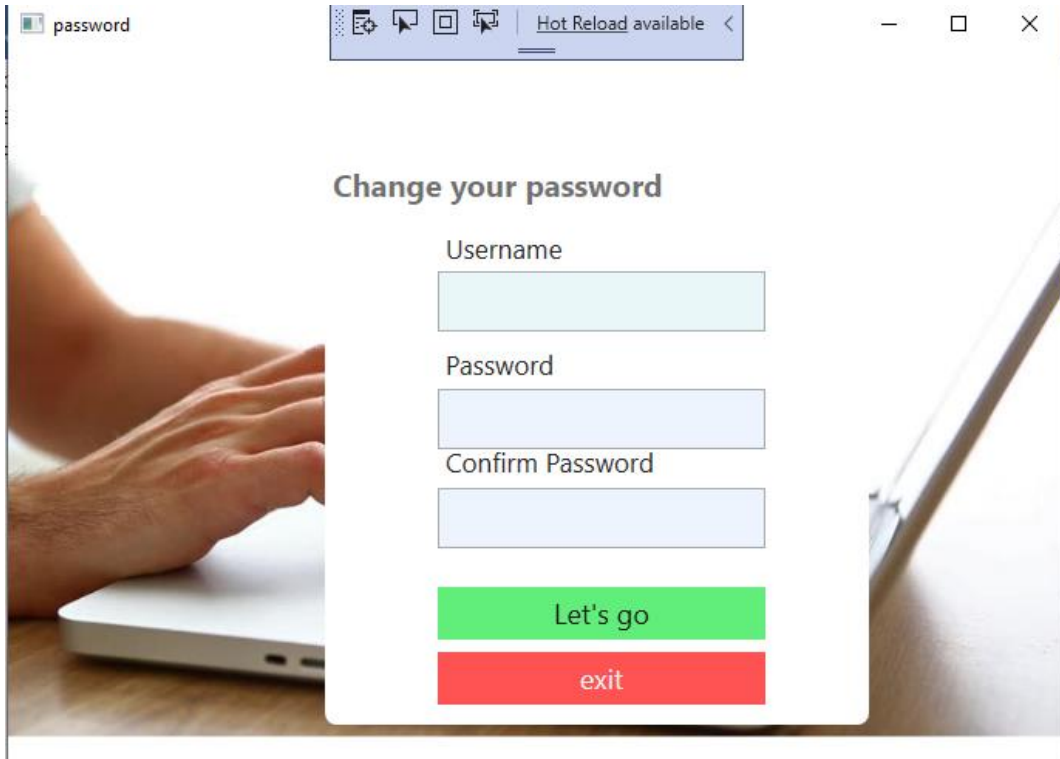 password
Hot Reload available
Change your password
Username
Password
Confirm Password
Let's go
exit